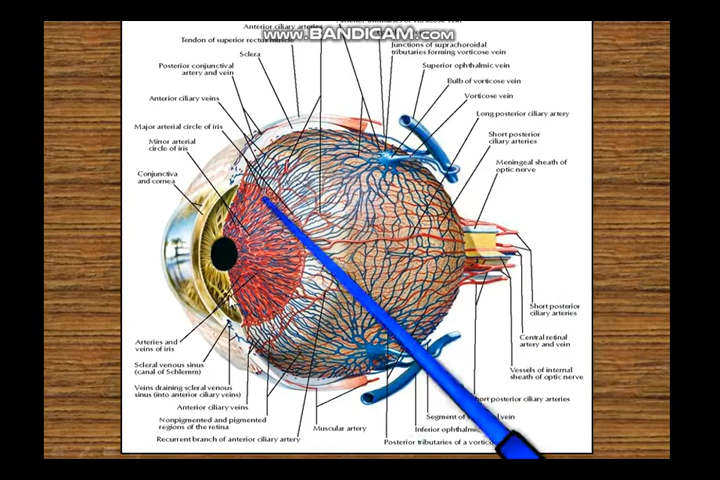 www.BANDICAM.com
Anterior ciliary arteries
Tendon of superior rectus muscle
Sclera
Posterior conjunctival
artery and vein
Anterior ciliary veins
Major arterial circle of iris
Minor arterial
circle of iris
Conjunctiva
and cornea
Arteries and
veins of iris
Scleral venous sinus
(canal of Schlemm)
Veins draining scleral venous
sinus (into anterior ciliary veins)
Anterior ciliary veins
Nonpigmented and pigmented
regions of the retina
Recurrent branch of anterior ciliary artery
Muscular artery
Junctions of suprachoroidal
tributaries forming vorticose vein
Superior ophthalmic vein
Bulb of vorticose vein
Vorticose vein
Long posterior ciliary artery
Short posterior
ciliary arteries
Meningeal sheath of
optic nerve
Short posterior
ciliary arteries
Central retinal
artery and vein
Vessels of internal
sheath of optic nerve
posterior ciliary arteries
Segment of vein
Inferior
Posterior tributaries of a